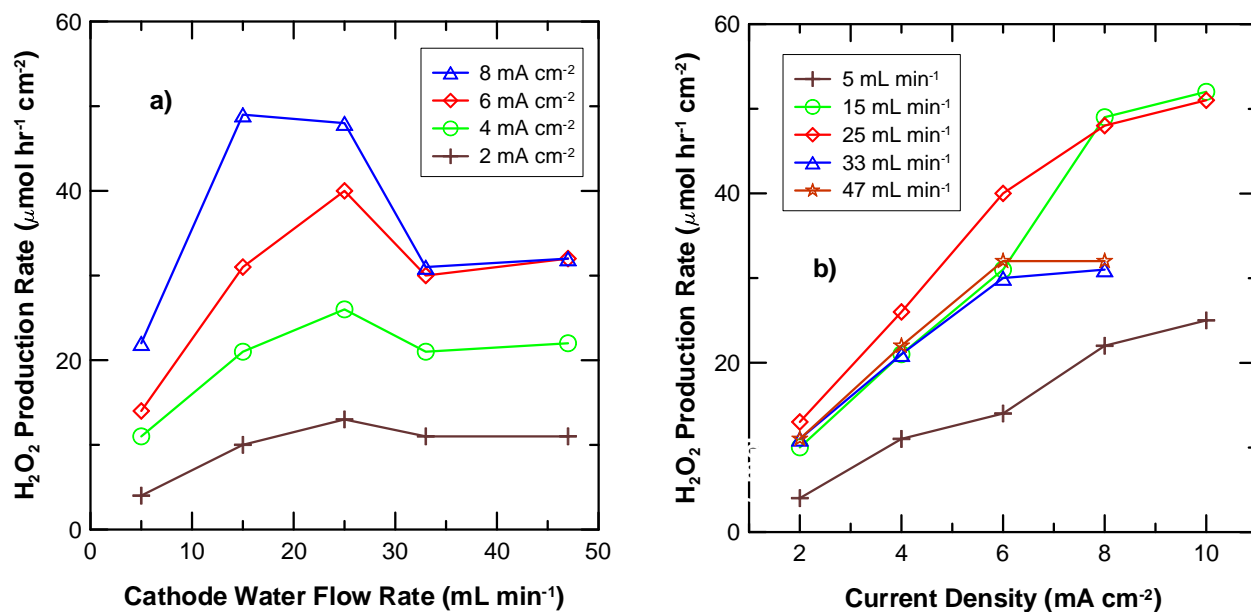 60
40
20
0
0
10
20
30
40
50
H₂O₂ Production Rate (μmol hr⁻¹ cm⁻²)
Cathode Water Flow Rate (mL min⁻¹)
a)
8 mA cm⁻²
6 mA cm⁻²
4 mA cm⁻²
2 mA cm⁻²
60
40
20
0
2
4
6
8
10
H₂O₂ Production Rate (μmol hr⁻¹ cm⁻²)
Current Density (mA cm⁻²)
b)
5 mL min⁻¹
15 mL min⁻¹
25 mL min⁻¹
33 mL min⁻¹
47 mL min⁻¹